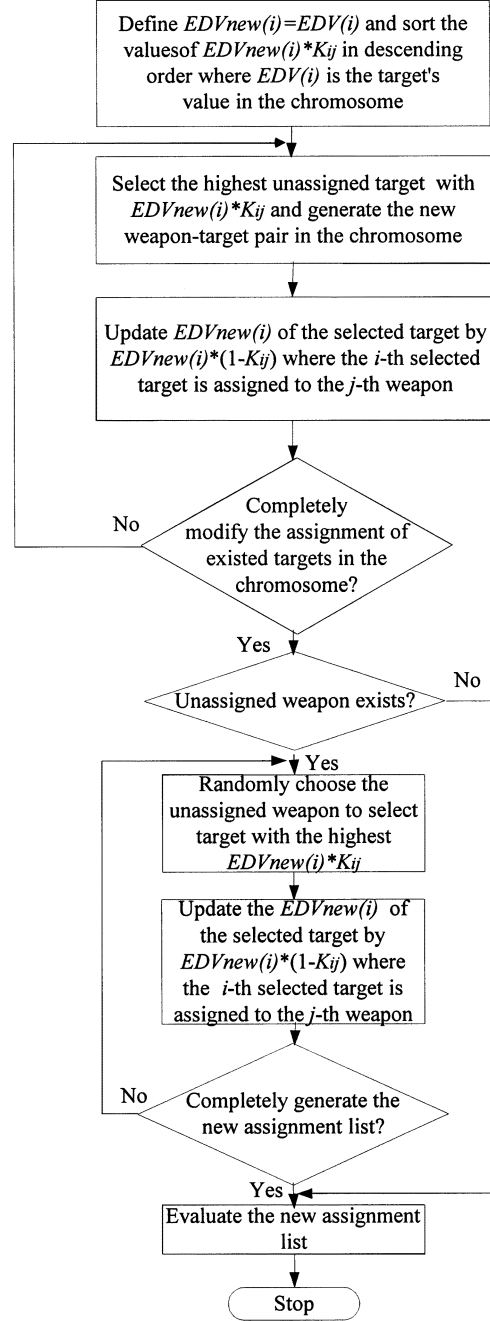 Define EDVnew(i)=EDV(i) and sort the
valuesof EDVnew(i)*Kij in descending
order where EDV(i) is the target's
value in the chromosome
Select the highest unassigned target with
EDVnew(i)*Kij and generate the new
weapon-target pair in the chromosome
Update EDVnew(i) of the selected target by
EDVnew(i)*(1-Kij) where the i-th selected
target is assigned to the j-th weapon
Completely
modify the assignment of
existed targets in the
chromosome?
No
Yes
Unassigned weapon exists?
No
Yes
Randomly choose the
unassigned weapon to select
target with the highest
EDVnew(i)*Kij
Update the EDVnew(i) of
the selected target by
EDVnew(i)*(1-Kij) where
the i-th selected target is
assigned to the j-th weapon
No
Completely generate the
new assignment list?
Yes
Evaluate the new assignment
list
Stop